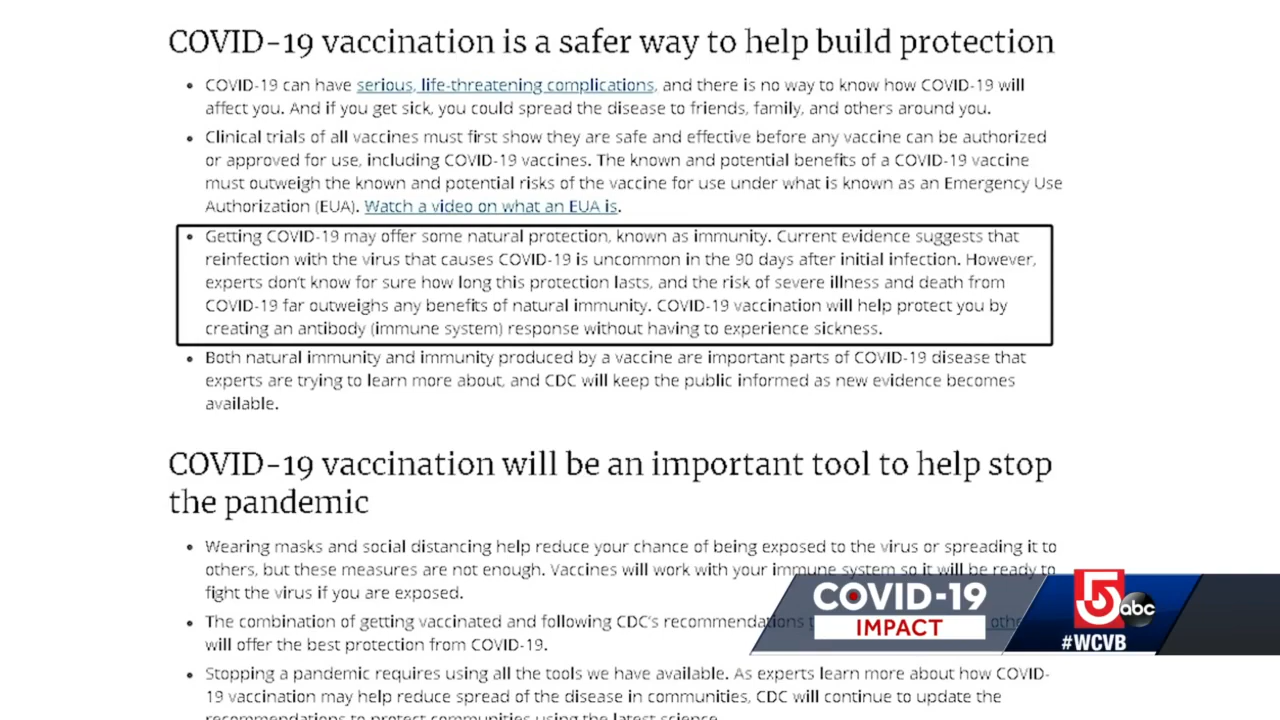 COVID-19 vaccination is a safer way to help build protection
COVID-19 can have serious, life-threatening complications, and there is no way to know how COVID-19 will
affect you. And if you get sick, you could spread the disease to friends, family, and others around you.
Clinical trials of all vaccines must first show they are safe and effective before any vaccine can be authorized
or approved for use, including COVID-19 vaccines. The known and potential benefits of a COVID-19 vaccine
must outweigh the known and potential risks of the vaccine for use under what is known as an Emergency Use
Authorization (EUA). Watch a video on what an EUA is.
Getting COVID-19 may offer some natural protection, known as immunity. Current evidence suggests that
reinfection with the virus that causes COVID-19 is uncommon in the 90 days after initial infection. However,
experts don't know for sure how long this protection lasts, and the risk of severe illness and death from
COVID-19 far outweighs any benefits of natural immunity. COVID-19 vaccination will help protect you by
creating an antibody (immune system) response without having to experience sickness.
Both natural immunity and immunity produced by a vaccine are important parts of COVID-19 disease that
experts are trying to learn more about, and CDC will keep the public informed as new evidence becomes
available.
COVID-19 vaccination will be an important tool to help stop
the pandemic
Wearing masks and social distancing help reduce your chance of being exposed to the virus or spreading it to
others, but these measures are not enough. Vaccines will work with your immune system so it will be ready to
fight the virus if you are exposed.
The combination of getting vaccinated and following CDC's recommendations
will offer the best protection from COVID-19.
Stopping a pandemic requires using all the tools we have available. As experts learn more about how COVID-
19 vaccination may help reduce spread of the disease in communities, CDC will continue to update the
recommendations to protect communities using the latest science.
COVID-19
IMPACT
5 abc
#WCVB